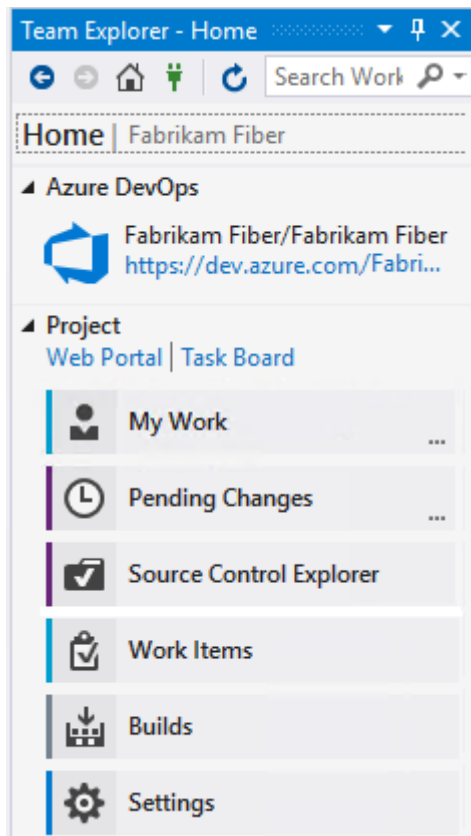 Team Explorer - Home
Search Work
Home | Fabrikam Fiber
Azure DevOps
Fabrikam Fiber/Fabrikam Fiber
https://dev.azure.com/Fabri...
Project
Web Portal | Task Board
My Work
...
Pending Changes
...
Source Control Explorer
Work Items
Builds
Settings